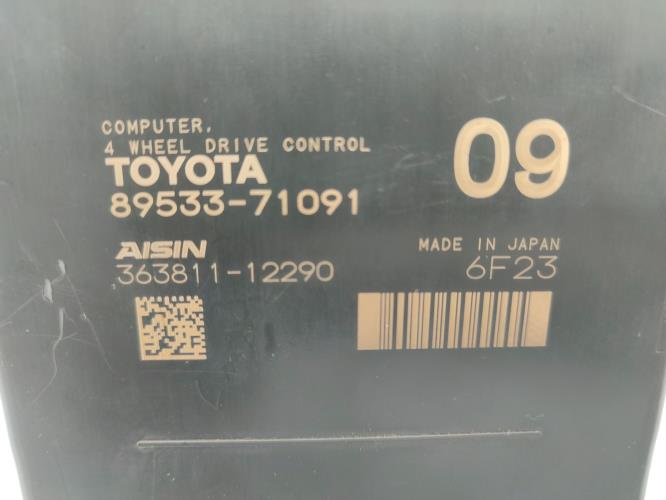 COMPUTER,
4 WHEEL DRIVE CONTROL
TOYOTA
89533-71091
09
AISIN
363811-12290
MADE IN JAPAN
6F23